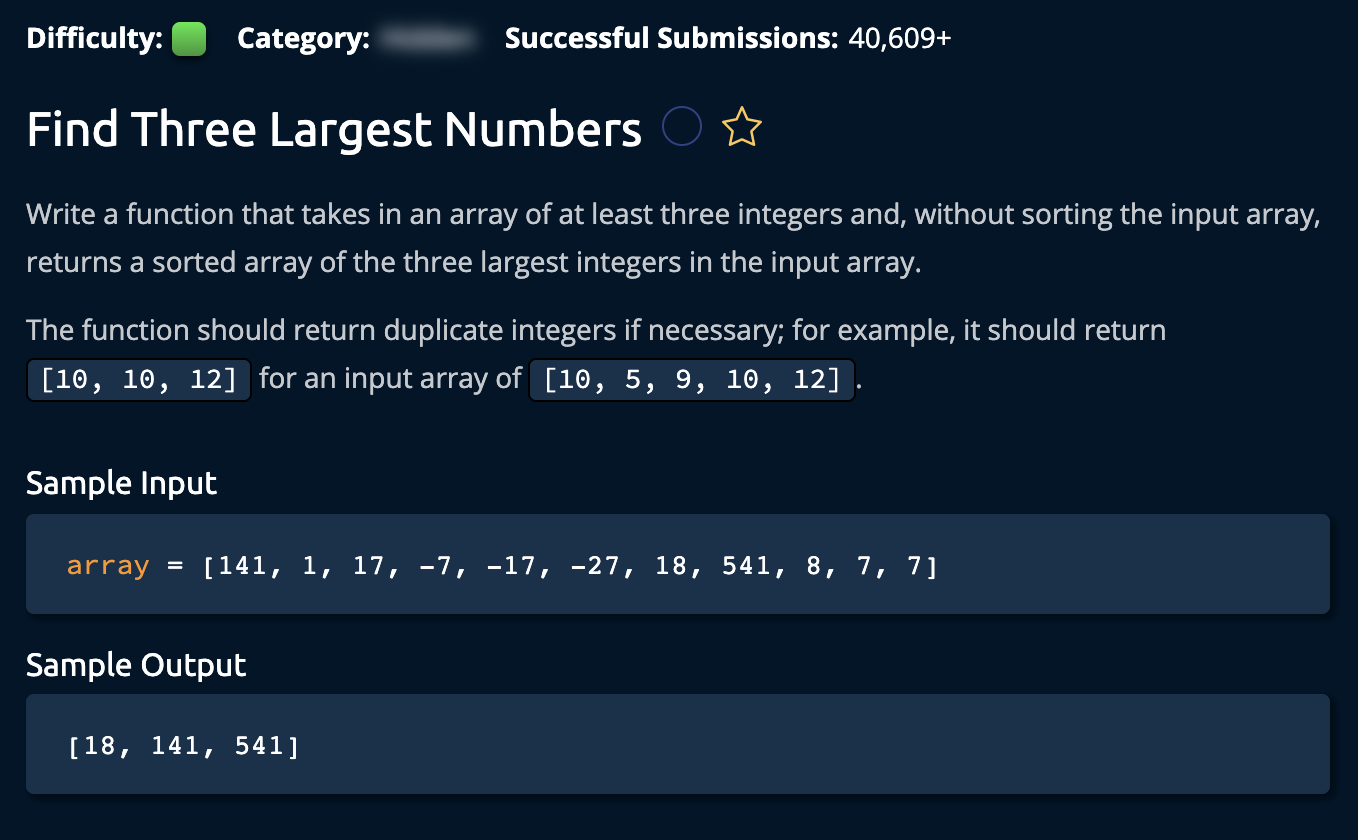 Difficulty: Category: Successful Submissions: 40,609+
Find Three Largest Numbers
Write a function that takes in an array of at least three integers and, without sorting the input array,
returns a sorted array of the three largest integers in the input array.
The function should return duplicate integers if necessary; for example, it should return
[10, 10, 12] for an input array of [10, 5, 9, 10, 12].
Sample Input
array = [141, 1, 17, -7, -17, -27, 18, 541, 8, 7, 7]
Sample Output
[18, 141, 541]